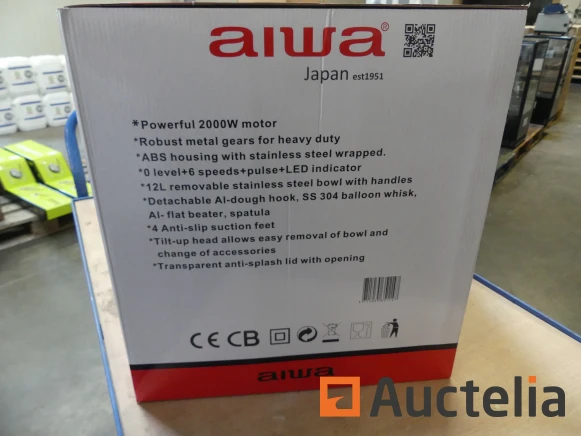 aiwa®
Japan est1951
*Powerful 2000W motor
*Robust metal gears for heavy duty
*ABS housing with stainless steel wrapped.
*0 level+6 speeds+pulse+LED indicator
*12L removable stainless steel bowl with handles
*Detachable Al-dough hook, SS 304 balloon whisk,
Al- flat beater, spatula
*4 Anti-slip suction feet
*Tilt-up head allows easy removal of bowl and
change of accessories
*Transparent anti-splash lid with opening
CE CB
aiwa
Auctelia